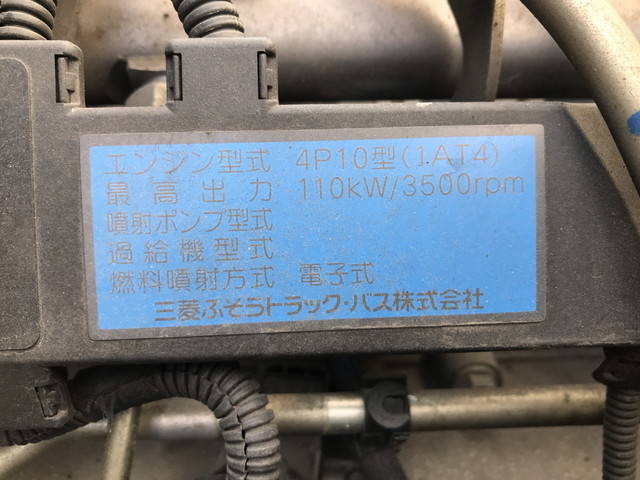 エンジン型式 4P10型(1AT4)
最高出力 110kW/3500rpm
噴射ポンプ型式
過給機型式
燃料噴射方式 電子式
三菱ふそうトラック・バス株式会社